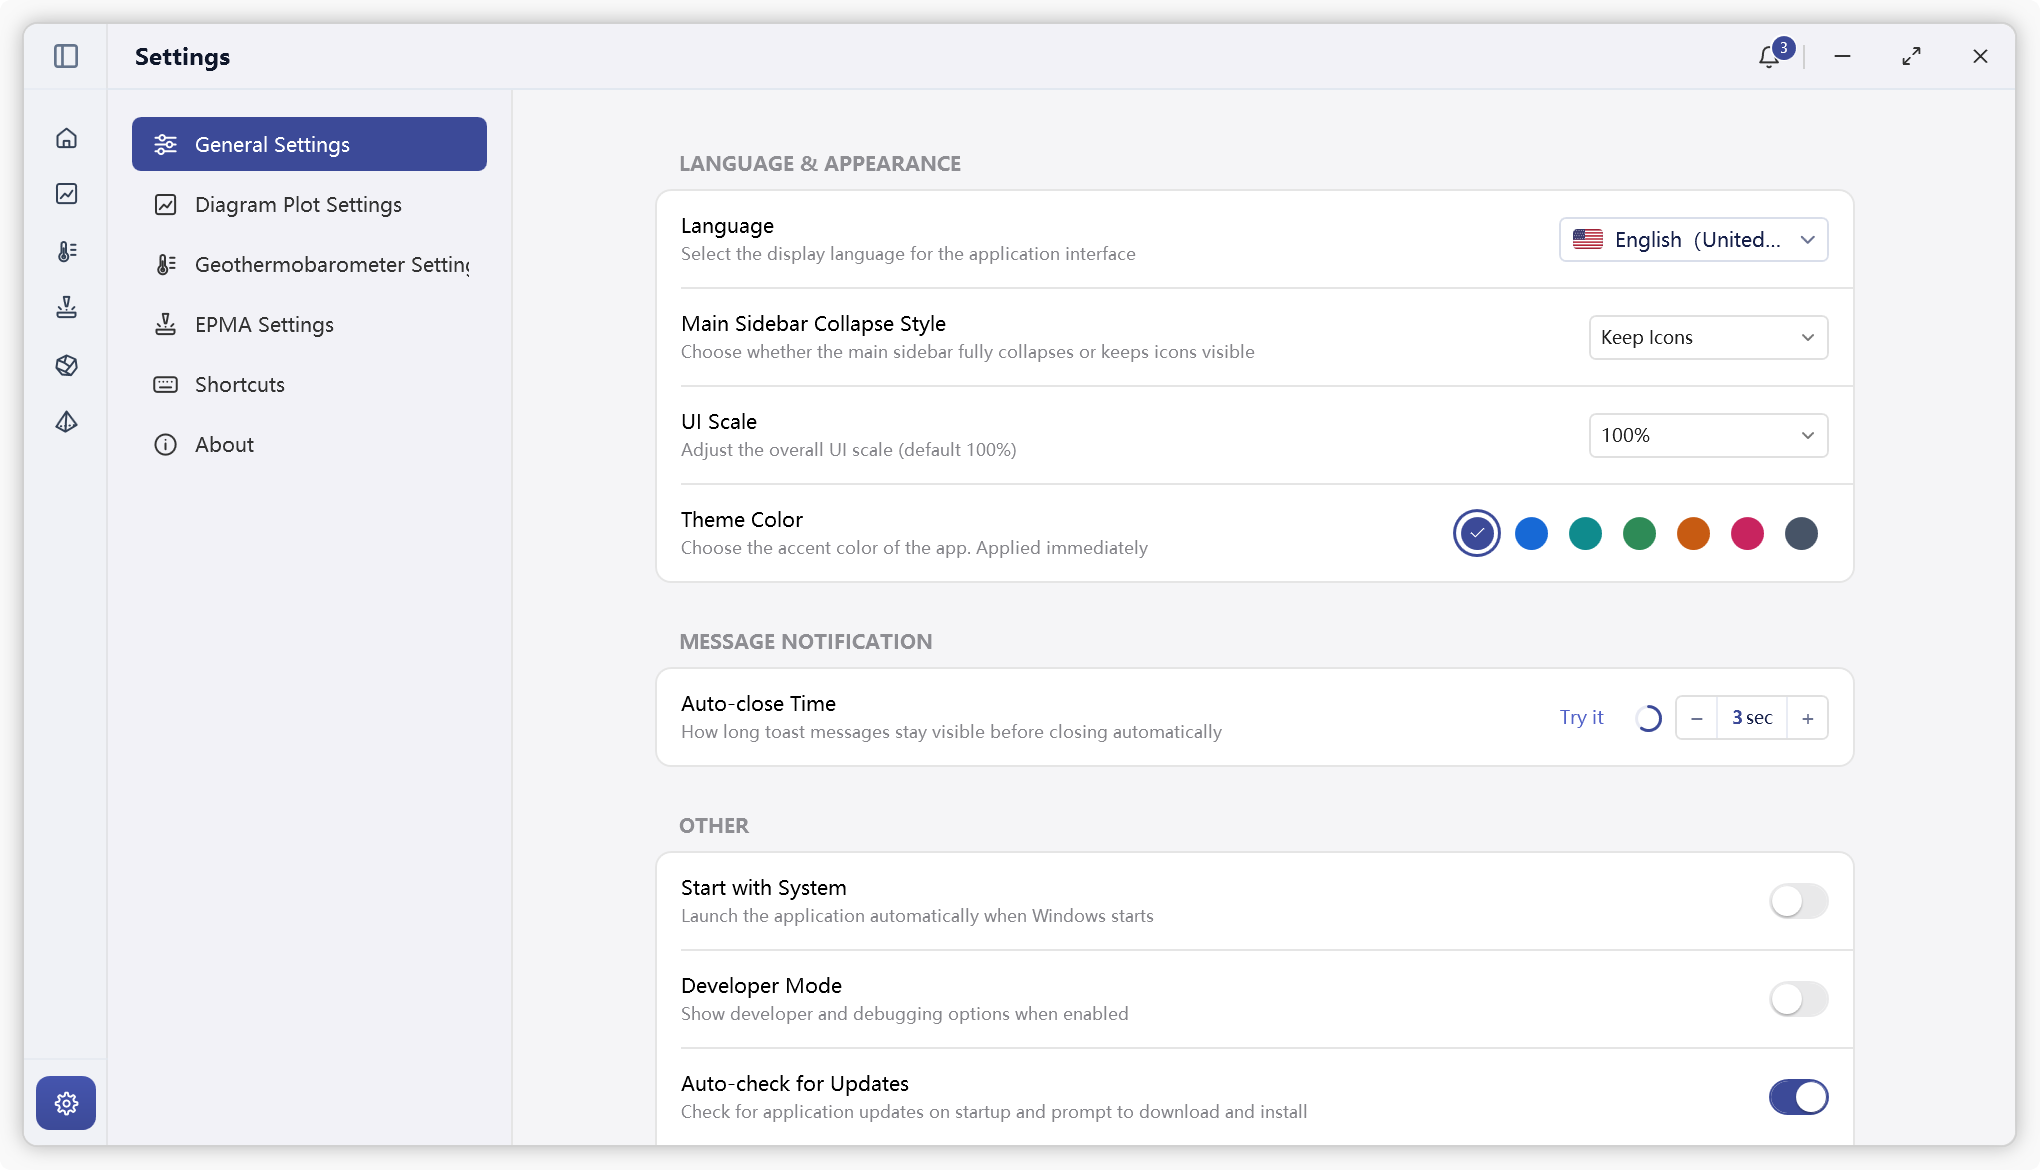 Settings
3
General Settings
Diagram Plot Settings
Geothermobarometer Setting
EPMA Settings
Shortcuts
About
LANGUAGE & APPEARANCE
Language
Select the display language for the application interface
English (United...
Main Sidebar Collapse Style
Choose whether the main sidebar fully collapses or keeps icons visible
Keep Icons
UI Scale
Adjust the overall UI scale (default 100%)
100%
Theme Color
Choose the accent color of the app. Applied immediately
MESSAGE NOTIFICATION
Auto-close Time
How long toast messages stay visible before closing automatically
Try it
− 3 sec +
OTHER
Start with System
Launch the application automatically when Windows starts
Developer Mode
Show developer and debugging options when enabled
Auto-check for Updates
Check for application updates on startup and prompt to download and install